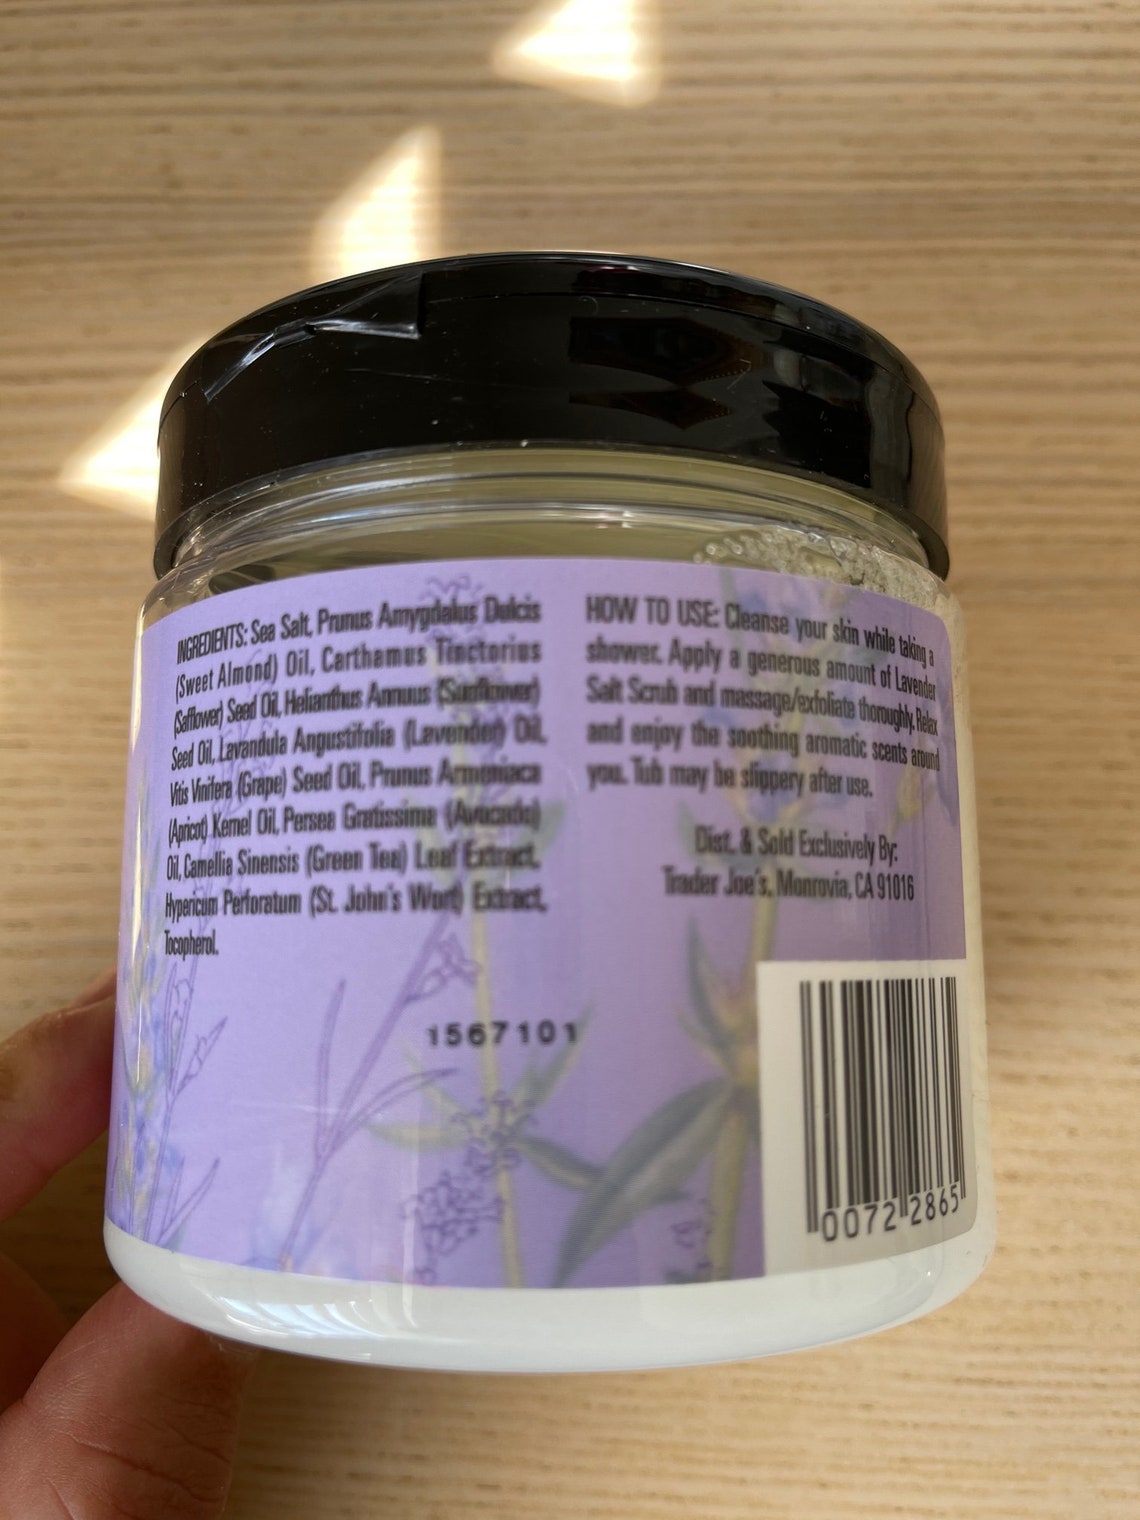 INGREDIENTS: Sea Salt, Prunus Amygdalus Dulcis
(Sweet Almond) Oil, Carthamus Tinctorius
(Safflower) Seed Oil, Helianthus Annuus (Sunflower)
Seed Oil, Lavandula Angustifolia (Lavender) Oil,
Vitis Vinifera (Grape) Seed Oil, Prunus Armeniaca
(Apricot) Kernel Oil, Persea Gratissima (Avocado)
Oil, Camellia Sinensis (Green Tea) Leaf Extract,
Hypericum Perforatum (St. John's Wort) Extract,
Tocopherol.
1567101
HOW TO USE: Cleanse your skin while taking a
shower. Apply a generous amount of Lavender
Salt Scrub and massage/exfoliate thoroughly. Relax
and enjoy the soothing aromatic scents around
you. Tub may be slippery after use.
Dist. & Sold Exclusively By:
Trader Joe's, Monrovia, CA 91016
0072 2865